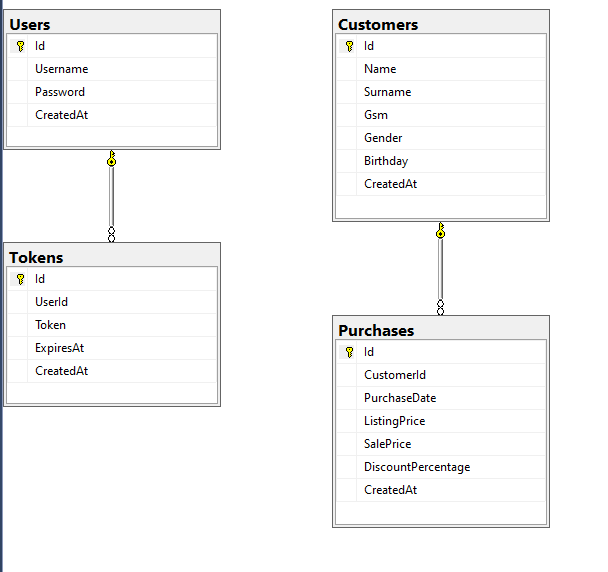 Users
Id
Username
Password
CreatedAt
Tokens
Id
UserId
Token
ExpiresAt
CreatedAt
Customers
Id
Name
Surname
Gsm
Gender
Birthday
CreatedAt
Purchases
Id
CustomerId
PurchaseDate
ListingPrice
SalePrice
DiscountPercentage
CreatedAt